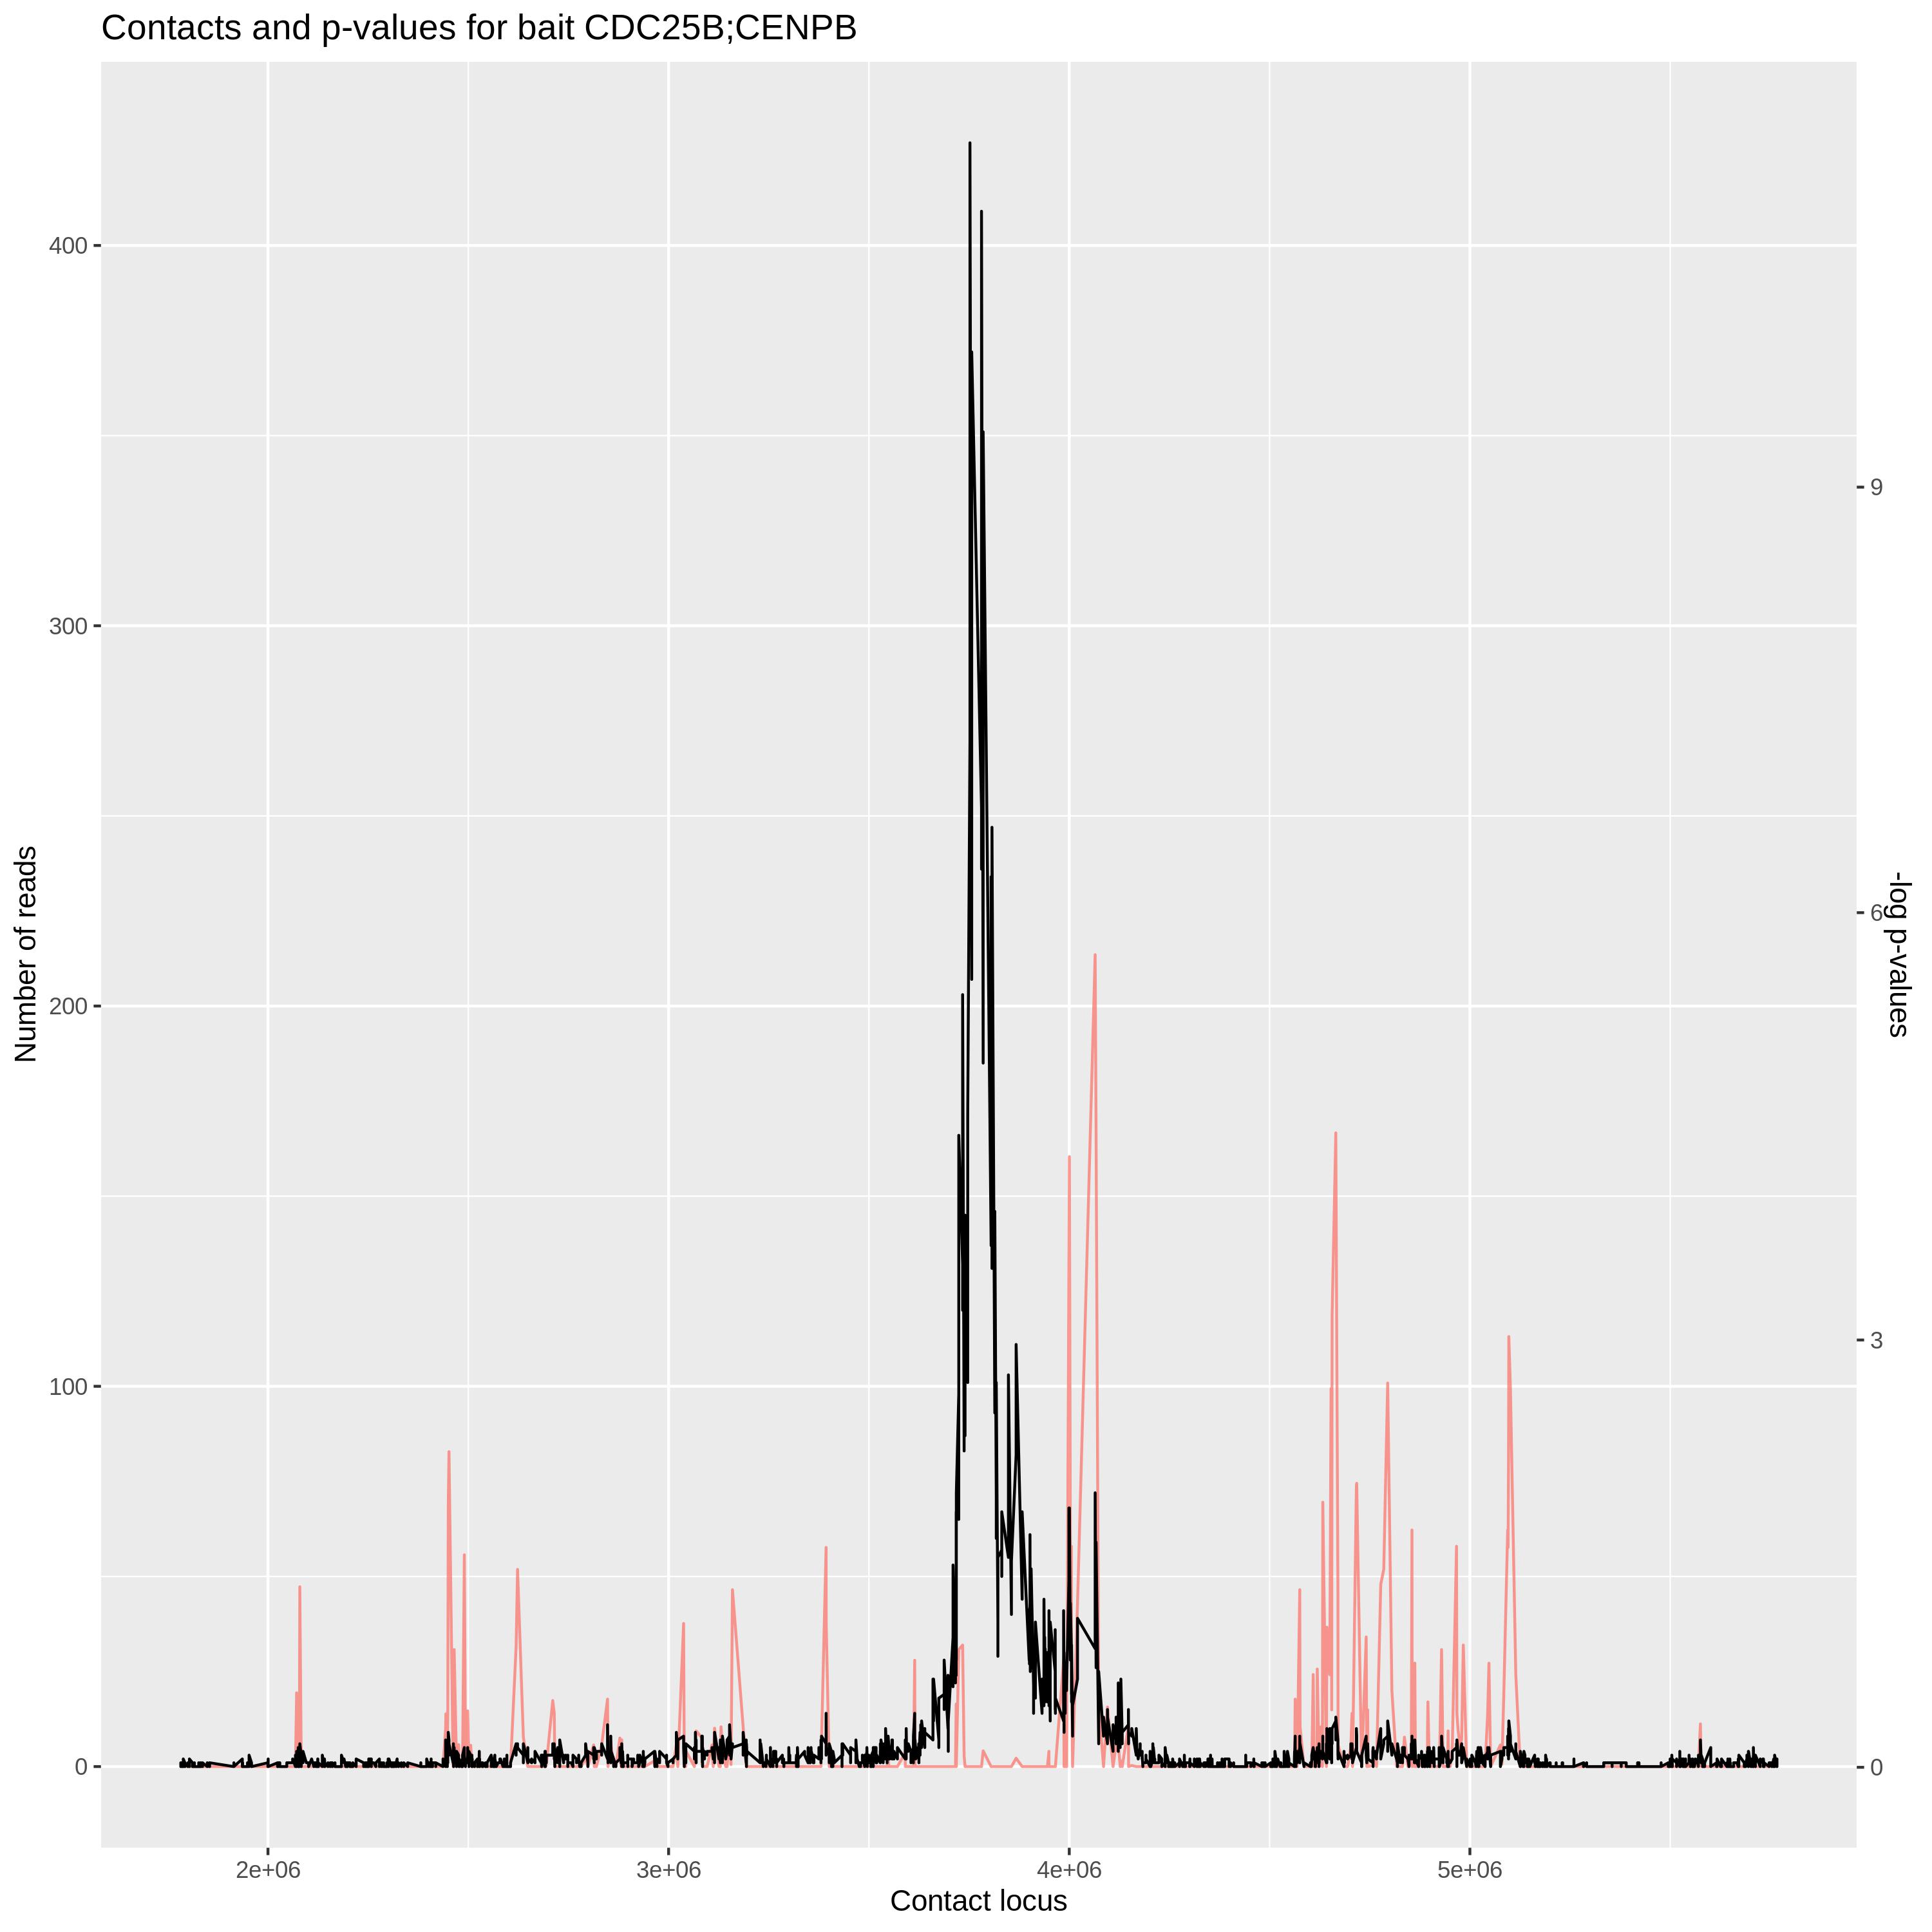 Contacts and p-values for bait CDC25B;CENPB
400
300
200
100
0
Number of reads
9
6
3
0
-log p-values
2e+06
3e+06
4e+06
5e+06
Contact locus